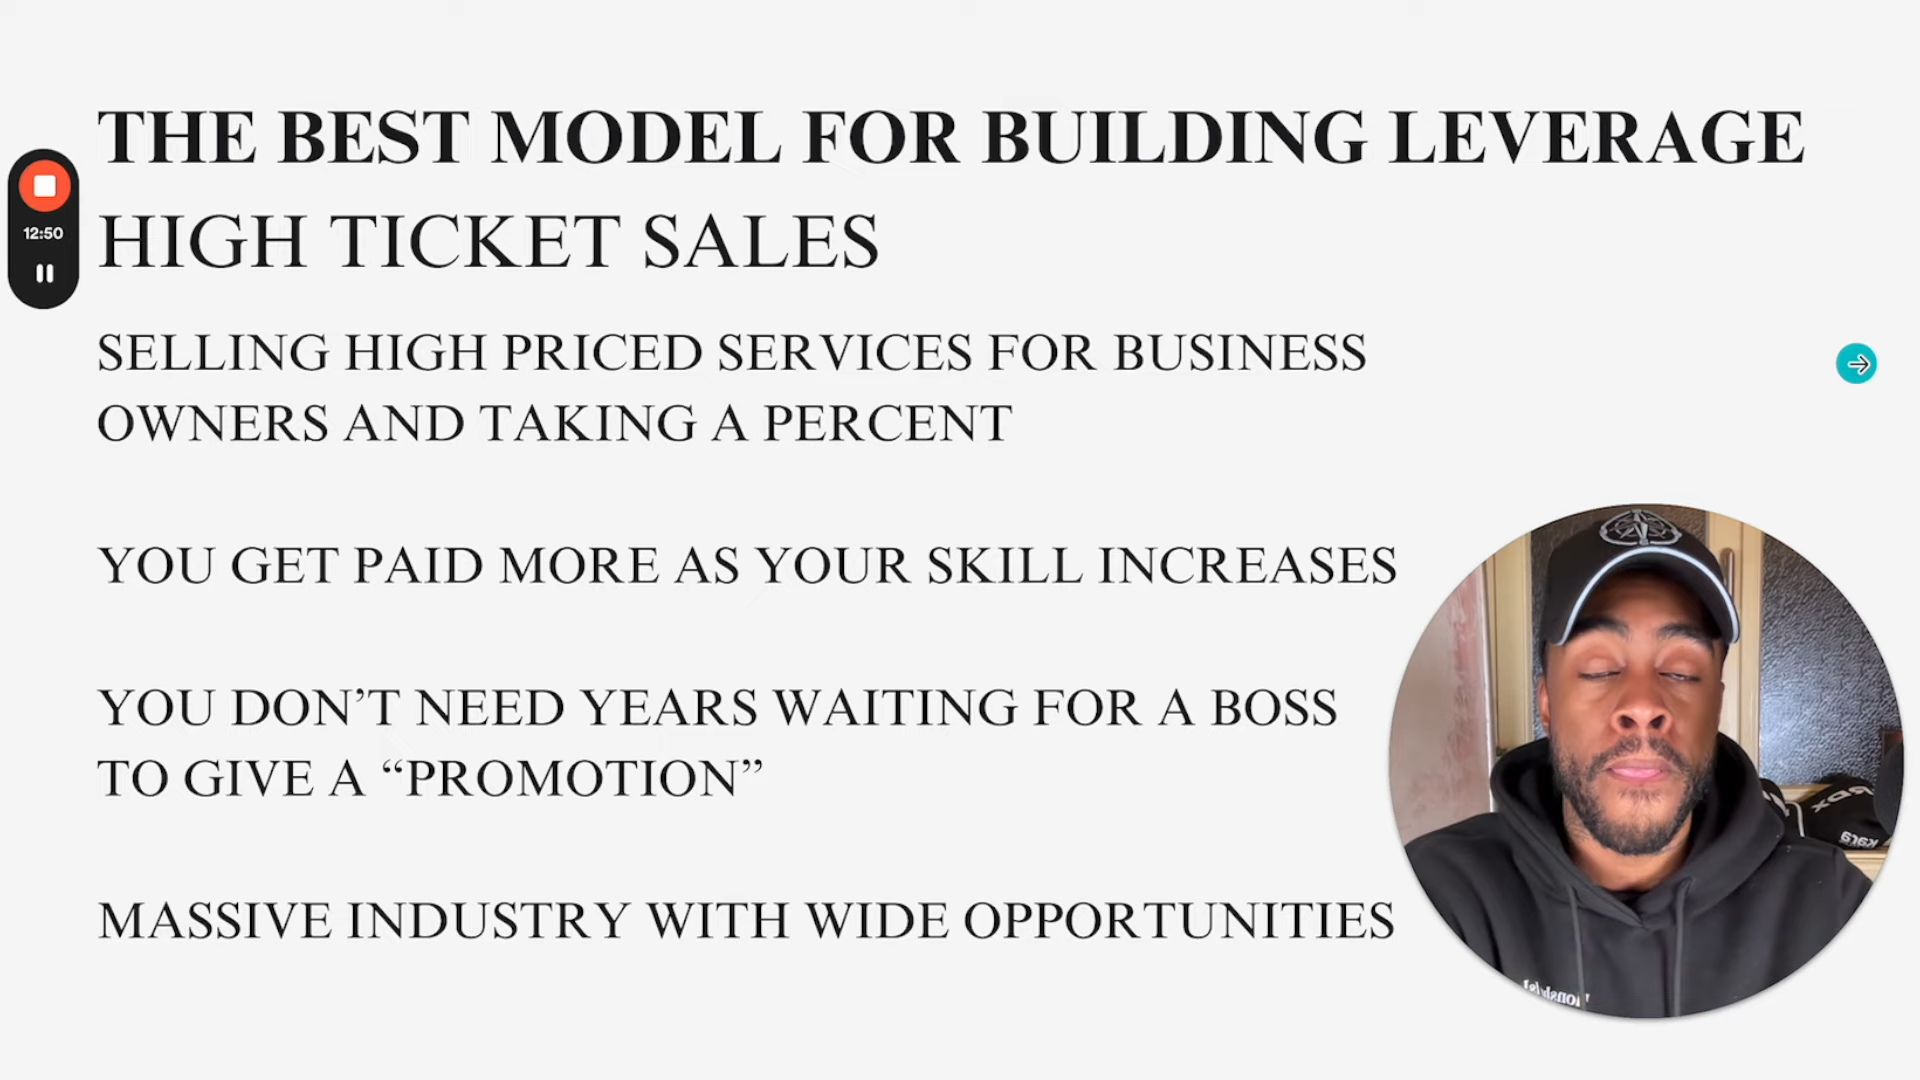 THE BEST MODEL FOR BUILDING LEVERAGE
HIGH TICKET SALES
12:50
SELLING HIGH PRICED SERVICES FOR BUSINESS
OWNERS AND TAKING A PERCENT
YOU GET PAID MORE AS YOUR SKILL INCREASES
YOU DON’T NEED YEARS WAITING FOR A BOSS
TO GIVE A “PROMOTION”
MASSIVE INDUSTRY WITH WIDE OPPORTUNITIES
kara